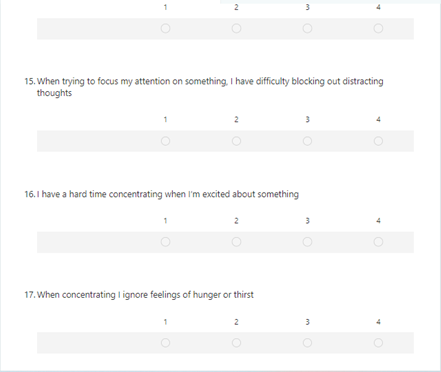 1 2 3 4
15. When trying to focus my attention on something, I have difficulty blocking out distracting
thoughts
1 2 3 4
16. I have a hard time concentrating when I'm excited about something
1 2 3 4
17. When concentrating I ignore feelings of hunger or thirst
1 2 3 4